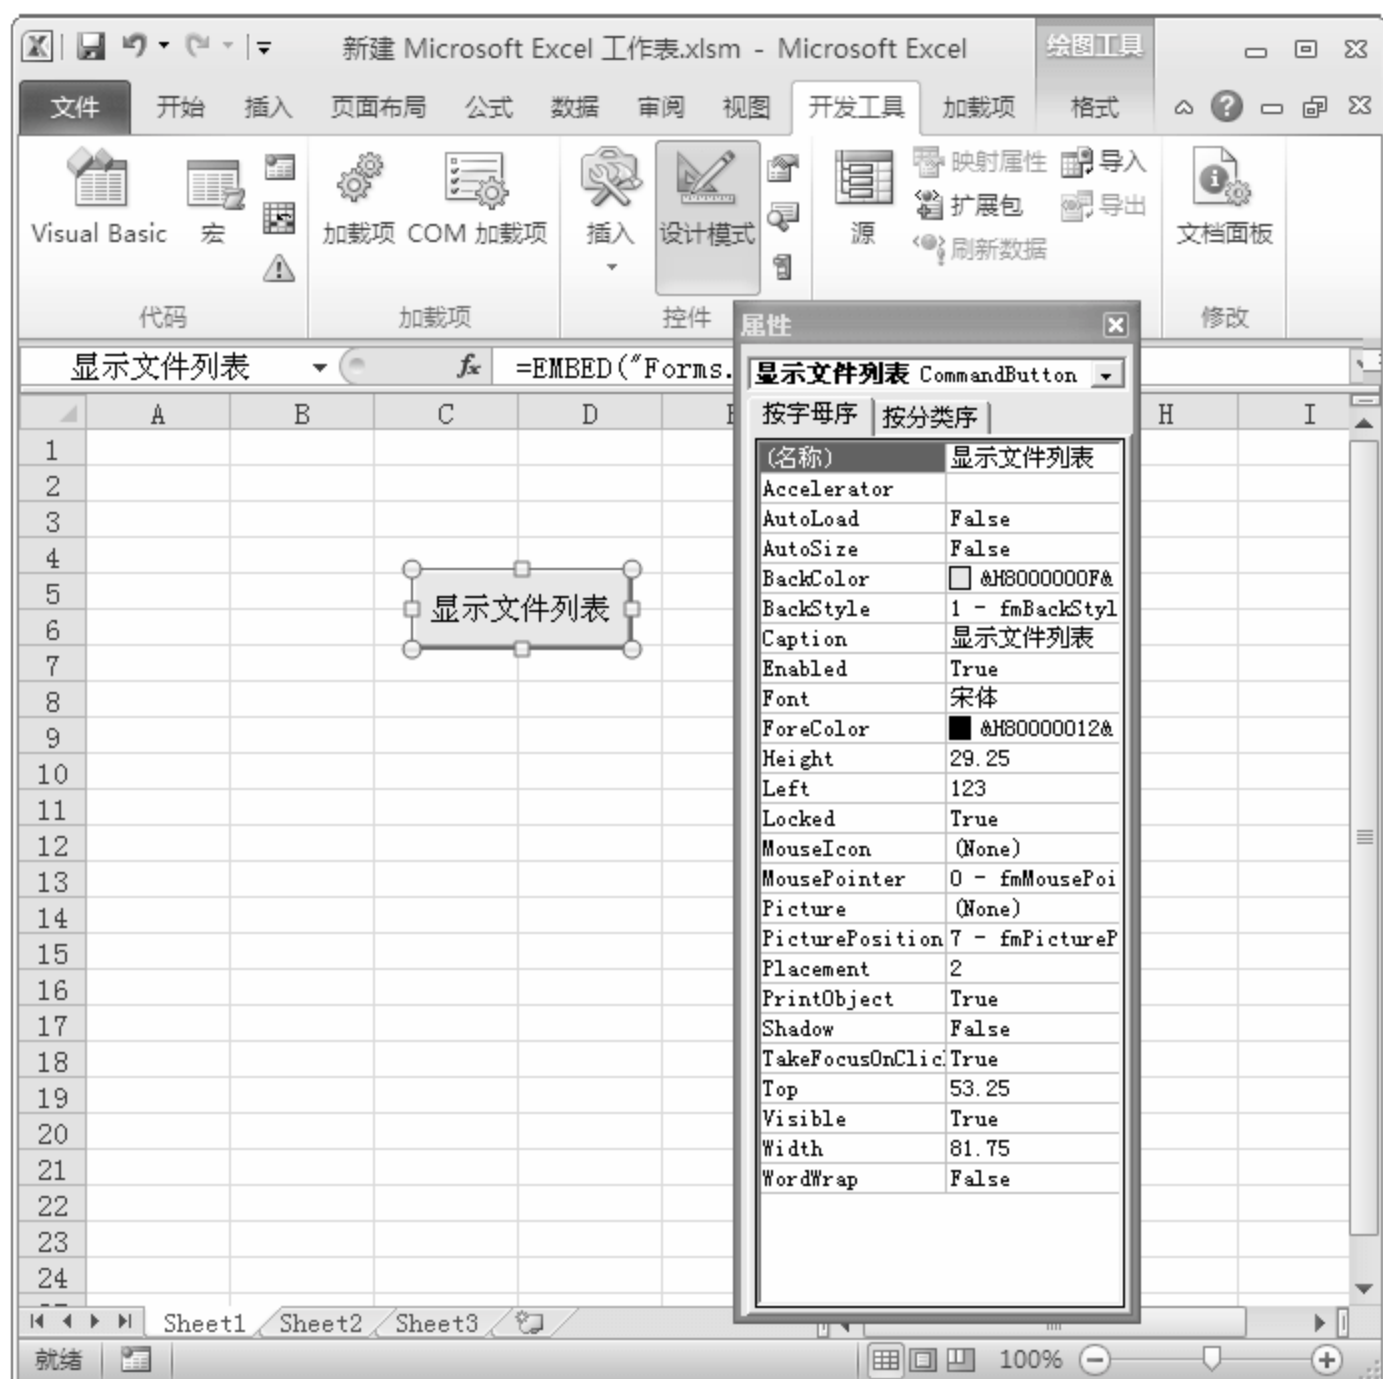 新建 Microsoft Excel 工作表.xlsm - Microsoft Excel 绘图工具
文件 开始 插入 页面布局 公式 数据 审阅 视图 开发工具 加载项 格式
映射属性 导入
扩展包 导出
Visual Basic 宏 加载项 COM 加载项 插入 设计模式 源 刷新数据 文档面板
代码 加载项 控件 修改
属性
显示文件列表 fx =EMBED("Forms.
显示文件列表 CommandButton
按字母序 按分类序
A B C D H I
(名称) 显示文件列表
Accelerator
AutoLoad False
AutoSize False
BackColor &H8000000F&
BackStyle 1 - fmBackStyl
Caption 显示文件列表
Enabled True
Font 宋体
ForeColor &H80000012&
Height 29.25
Left 123
Locked True
MouseIcon (None)
MousePointer 0 - fmMousePoi
Picture (None)
PicturePosition 7 - fmPictureP
Placement 2
PrintObject True
Shadow False
TakeFocusOnClic True
Top 53.25
Visible True
Width 81.75
WordWrap False
1
2
3
4
5
6
7
8
9
10
11
12
13
14
15
16
17
18
19
20
21
22
23
24
显示文件列表
Sheet1 Sheet2 Sheet3
就绪 100%